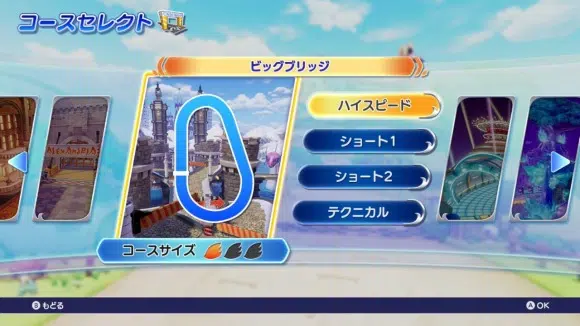 コースセレクト
ビッグブリッジ
ハイスピード
ショート1
ショート2
テクニカル
コースサイズ
B もどる
A OK